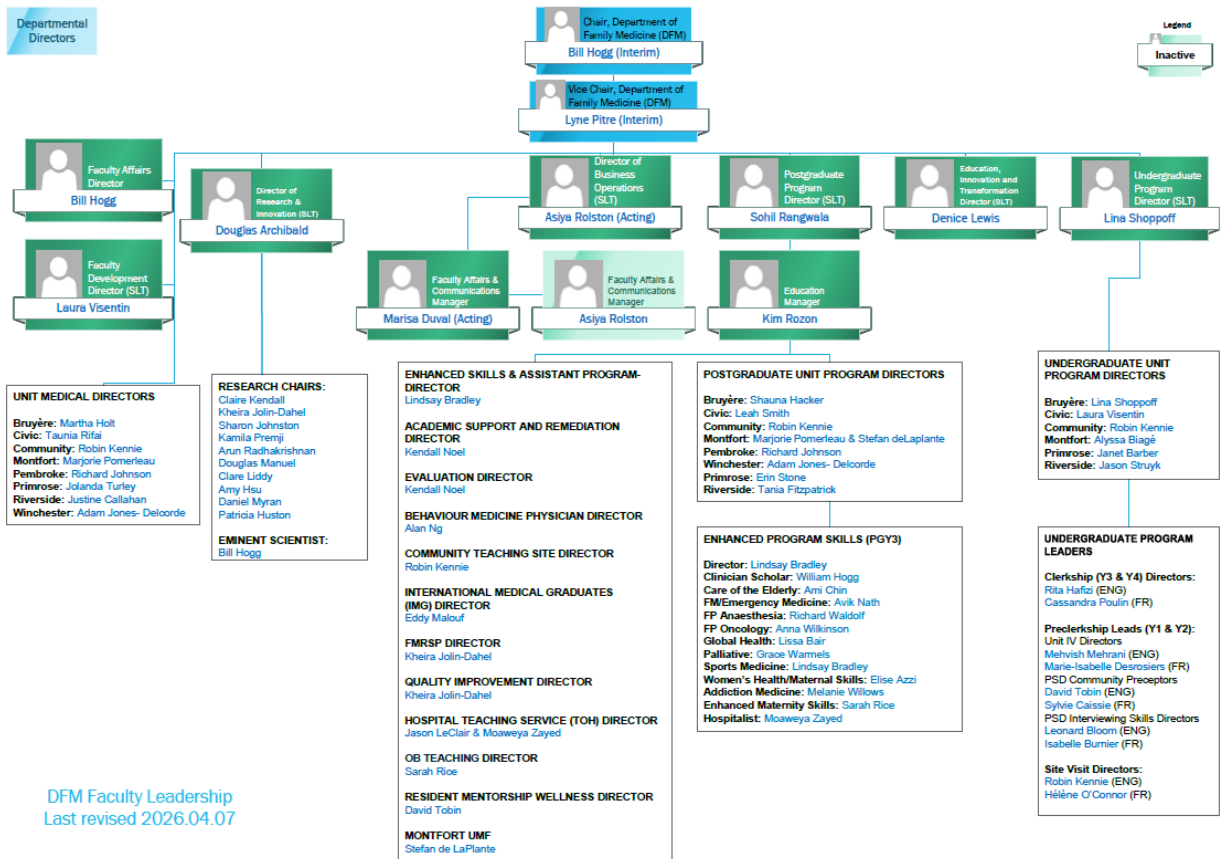 Departmental
Directors
Chair, Department of
Family Medicine (DFM)
Bill Hogg (Interim)
Legend
Inactive
Vice Chair, Department of
Family Medicine (DFM)
Lyne Pitre (Interim)
Faculty Affairs
Director
Bill Hogg
Director of
Research &
Innovation (SLT)
Douglas Archibald
Director of
Business
Operations
(SLT)
Asiya Rolston (Acting)
Postgraduate
Program
Director (SLT)
Sohil Rangwala
Education,
Innovation and
Transformation
Director (SLT)
Denice Lewis
Undergraduate
Program
Director (SLT)
Lina Shoppoff
Faculty
Development
Director (SLT)
Laura Visentin
Faculty Affairs &
Communications
Manager
Marisa Duval (Acting)
Faculty Affairs &
Communications
Manager
Asiya Rolston
Education
Manager
Kim Rozon
UNIT MEDICAL DIRECTORS
Bruyère: Martha Holt
Civic: Taunia Rifai
Community: Robin Kennie
Montfort: Marjorie Pomerleau
Pembroke: Richard Johnson
Primrose: Jolanda Turley
Riverside: Justine Callahan
Winchester: Adam Jones- Delcorde
RESEARCH CHAIRS:
Claire Kendall
Kheira Jolin-Dahel
Sharon Johnston
Kamila Premji
Arun Radhakrishnan
Douglas Manuel
Clare Liddy
Amy Hsu
Daniel Myran
Patricia Huston
EMINENT SCIENTIST:
Bill Hogg
ENHANCED SKILLS & ASSISTANT PROGRAM-
DIRECTOR
Lindsay Bradley
ACADEMIC SUPPORT AND REMEDIATION
DIRECTOR
Kendall Noel
EVALUATION DIRECTOR
Kendall Noel
BEHAVIOUR MEDICINE PHYSICIAN DIRECTOR
Alan Ng
COMMUNITY TEACHING SITE DIRECTOR
Robin Kennie
INTERNATIONAL MEDICAL GRADUATES
(IMG) DIRECTOR
Eddy Malouf
FMRSP DIRECTOR
Kheira Jolin-Dahel
QUALITY IMPROVEMENT DIRECTOR
Kheira Jolin-Dahel
HOSPITAL TEACHING SERVICE (TOH) DIRECTOR
Jason LeClair & Moaweya Zayed
OB TEACHING DIRECTOR
Sarah Rice
RESIDENT MENTORSHIP WELLNESS DIRECTOR
David Tobin
MONTFORT UMF
Stefan de LaPlante
POSTGRADUATE UNIT PROGRAM DIRECTORS
Bruyère: Shauna Hacker
Civic: Leah Smith
Community: Robin Kennie
Montfort: Marjorie Pomerleau & Stefan deLaplante
Pembroke: Richard Johnson
Winchester: Adam Jones- Delcorde
Primrose: Erin Stone
Riverside: Tania Fitzpatrick
ENHANCED PROGRAM SKILLS (PGY3)
Director: Lindsay Bradley
Clinician Scholar: William Hogg
Care of the Elderly: Ami Chin
FM/Emergency Medicine: Avik Nath
FP Anaesthesia: Richard Waldolf
FP Oncology: Anna Wilkinson
Global Health: Lissa Bair
Palliative: Grace Warmels
Sports Medicine: Lindsay Bradley
Women's Health/Maternal Skills: Elise Azzi
Addiction Medicine: Melanie Willows
Enhanced Maternity Skills: Sarah Rice
Hospitalist: Moaweya Zayed
UNDERGRADUATE UNIT
PROGRAM DIRECTORS
Bruyère: Lina Shoppoff
Civic: Laura Visentin
Community: Robin Kennie
Montfort: Alyssa Biagé
Primrose: Janet Barber
Riverside: Jason Struyk
UNDERGRADUATE PROGRAM
LEADERS
Clerkship (Y3 & Y4) Directors:
Rita Hafizi (ENG)
Cassandra Poulin (FR)
Preclerkship Leads (Y1 & Y2):
Unit IV Directors
Mehvish Mehrani (ENG)
Marie-Isabelle Desrosiers (FR)
PSD Community Preceptors
David Tobin (ENG)
Sylvie Caissie (FR)
PSD Interviewing Skills Directors
Leonard Bloom (ENG)
Isabelle Burnier (FR)
Site Visit Directors:
Robin Kennie (ENG)
Hélène O'Connor (FR)
DFM Faculty Leadership
Last revised 2026.04.07